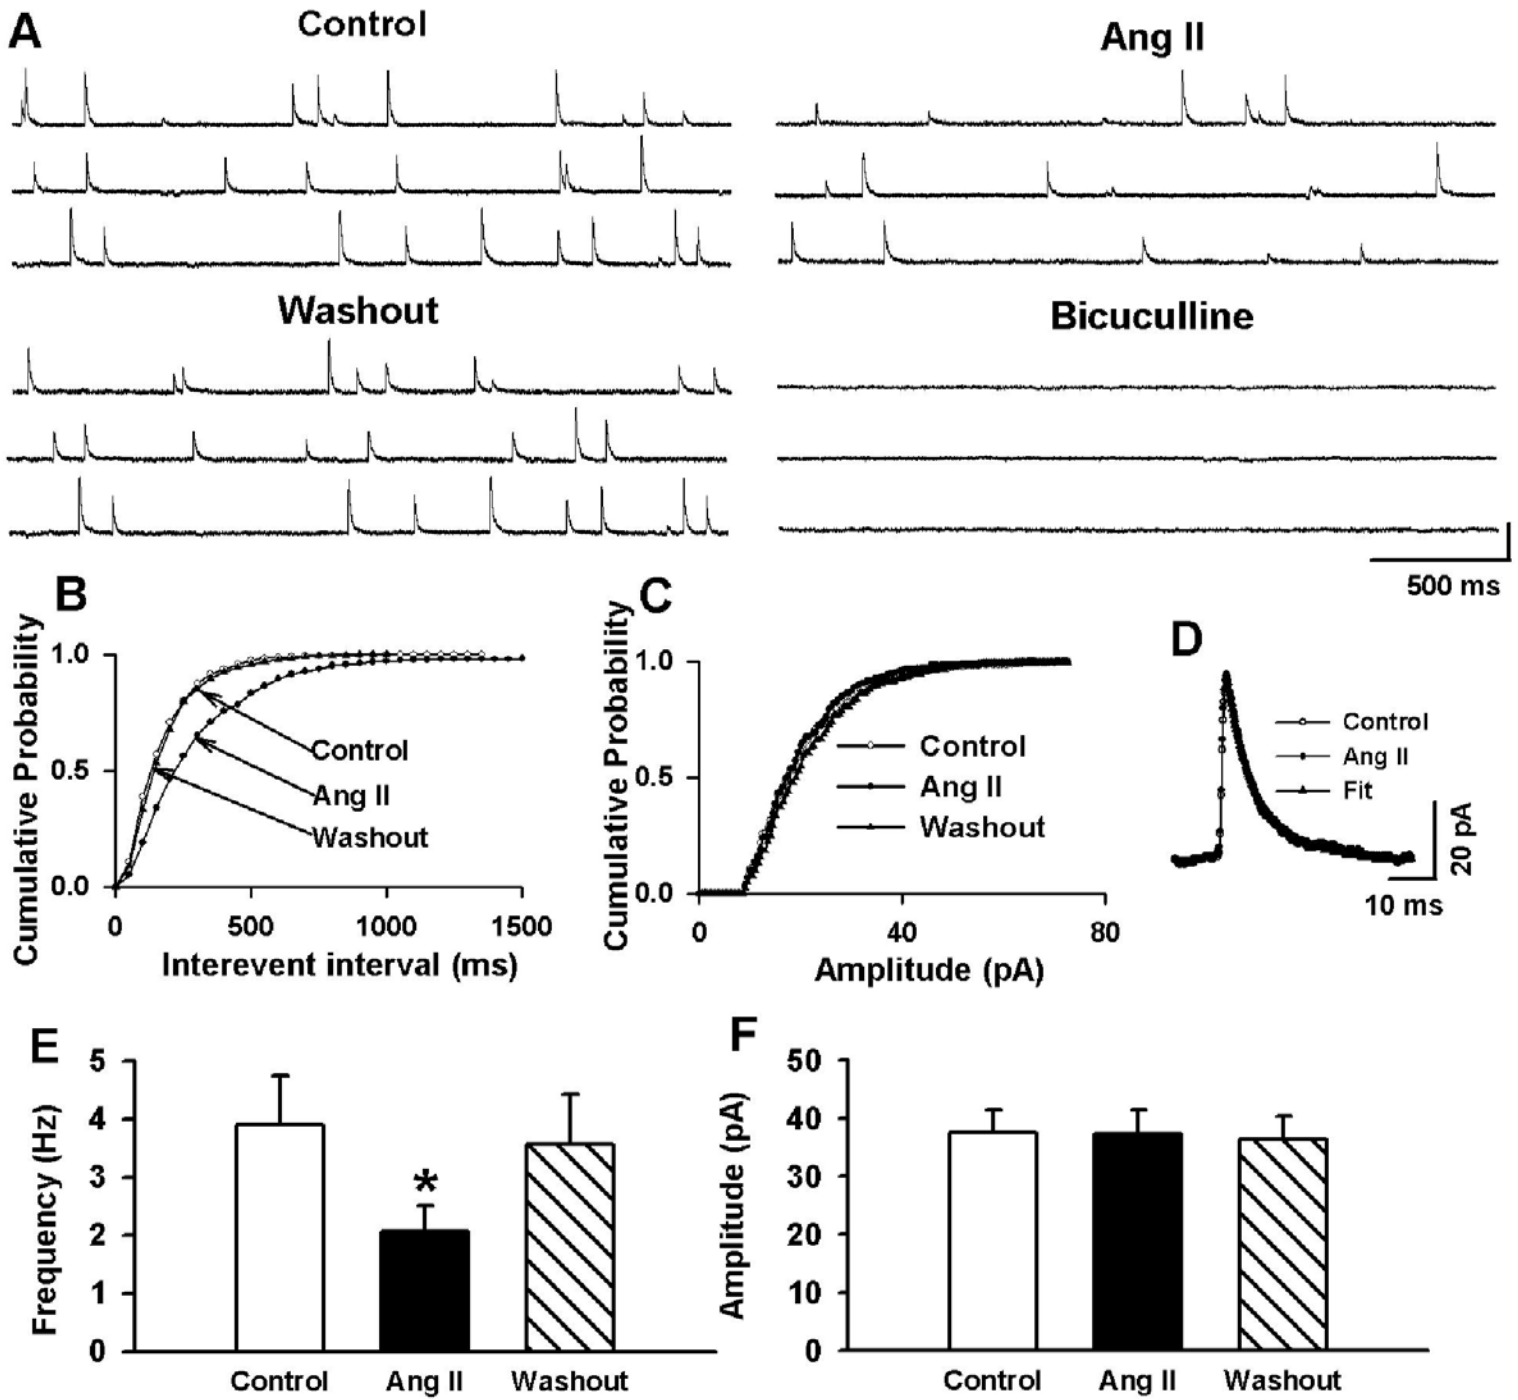 A
Control
Ang II
Washout
Bicuculline
500 ms
B
Cumulative Probability
1.0
0.5
0.0
0
500
1000
1500
Interevent interval (ms)
Control
Ang II
Washout
C
Cumulative Probability
1.0
0.5
0.0
0
40
80
Amplitude (pA)
Control
Ang II
Washout
D
Control
Ang II
Fit
20 pA
10 ms
E
Frequency (Hz)
5
4
3
2
1
0
*
Control
Ang II
Washout
F
Amplitude (pA)
50
40
30
20
10
0
Control
Ang II
Washout